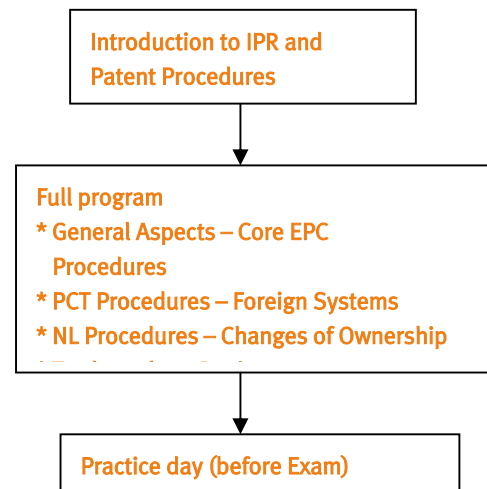 Introduction to IPR and
Patent Procedures
Full program
* General Aspects – Core EPC
Procedures
* PCT Procedures – Foreign Systems
* NL Procedures – Changes of Ownership
Practice day (before Exam)